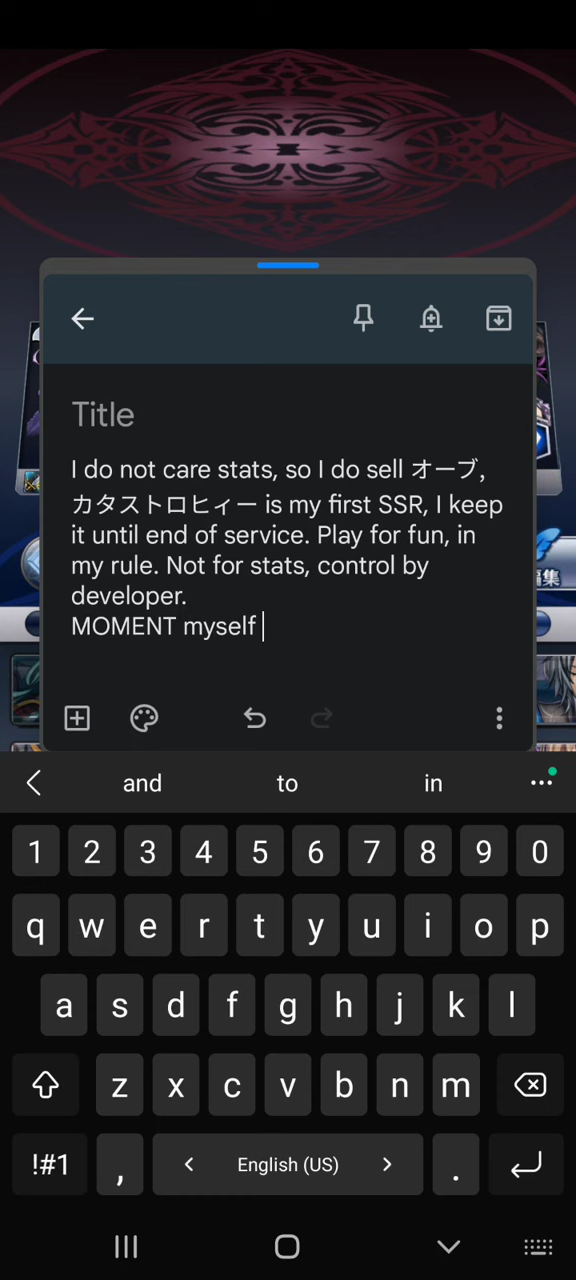 集
Title
I do not care stats, so I do sell オーブ,
カタストロヒィー is my first SSR, I keep
it until end of service. Play for fun, in
my rule. Not for stats, control by
developer.
MOMENT myself
and to in
1 2 3 4 5 6 7 8 9 0
q w e r t y u i o p
a s d f g h j k l
z x c v b n m
!#1 , < English (US) > .